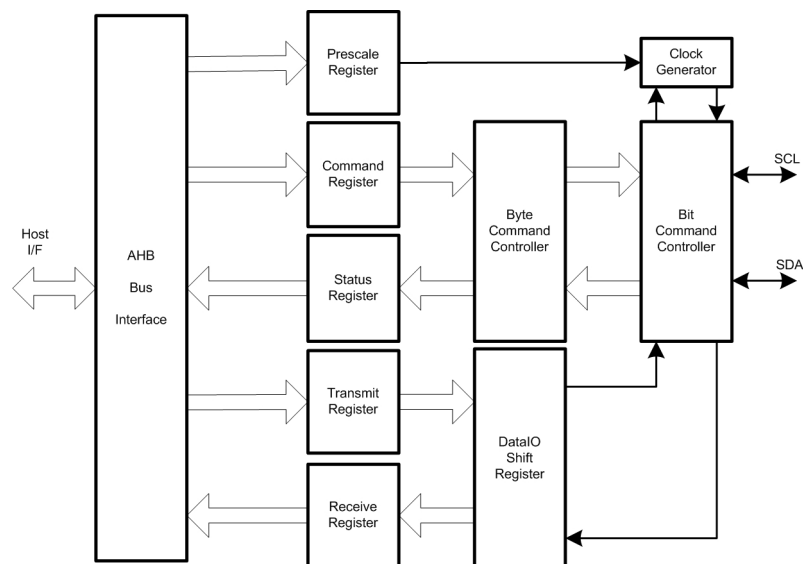 Prescale
Register
Clock
Generator
Command
Register
SCL
Byte
Command
Controller
Bit
Command
Controller
Host
I/F
AHB
Bus
Interface
Status
Register
SDA
Transmit
Register
DataIO
Shift
Register
Receive
Register